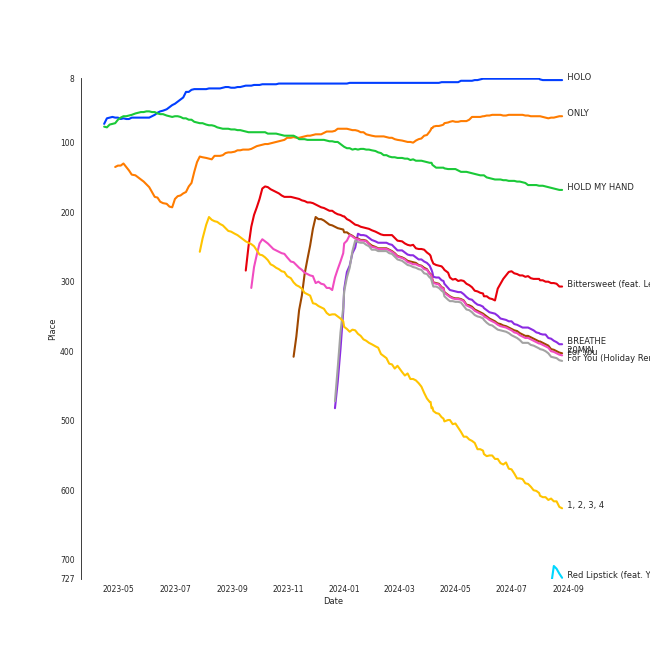 8
100
200
300
400
500
600
700
727
Place
2023-05
2023-07
2023-09
2023-11
2024-01
2024-03
2024-05
2024-07
2024-09
Date
HOLO
ONLY
HOLD MY HAND
Bittersweet (feat. Le
BREATHE
20MIN
For You (Holiday Rem
1, 2, 3, 4
Red Lipstick (feat. Y